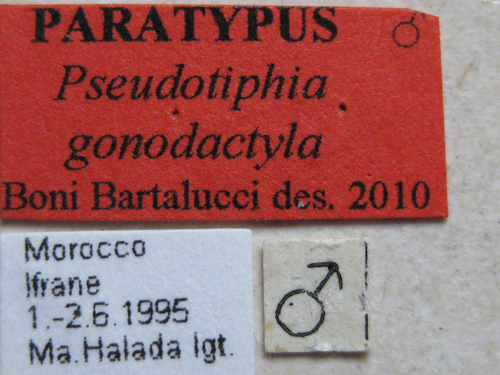 PARATYPUS ♂
Pseudotiphia
gonodactyla
Boni Bartalucci des. 2010
Morocco
Ifrane
1.-2.6.1995
Ma.Halada lgt.
♂